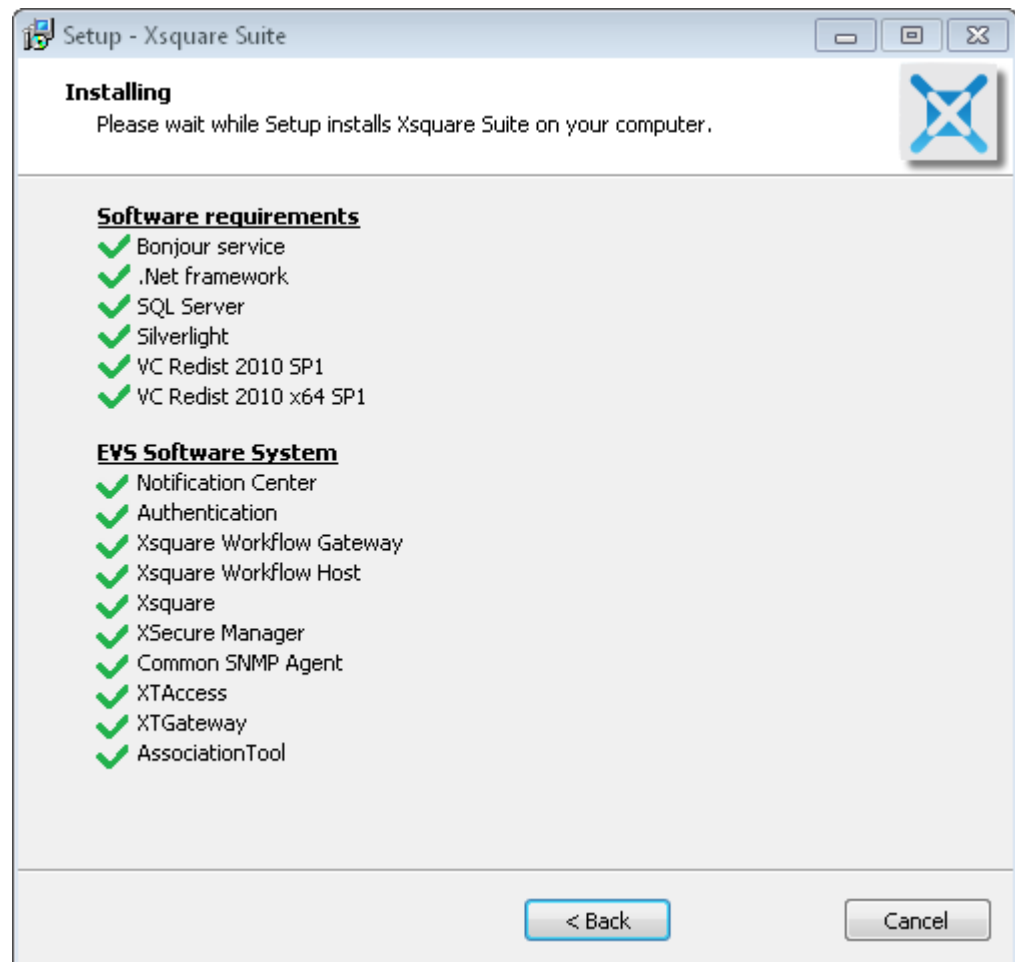 Setup - Xsquare Suite
Installing
Please wait while Setup installs Xsquare Suite on your computer.
Software requirements
Bonjour service
.Net framework
SQL Server
Silverlight
VC Redist 2010 SP1
VC Redist 2010 x64 SP1
EVS Software System
Notification Center
Authentication
Xsquare Workflow Gateway
Xsquare Workflow Host
Xsquare
XSecure Manager
Common SNMP Agent
XTAccess
XTGateway
AssociationTool
< Back
Cancel